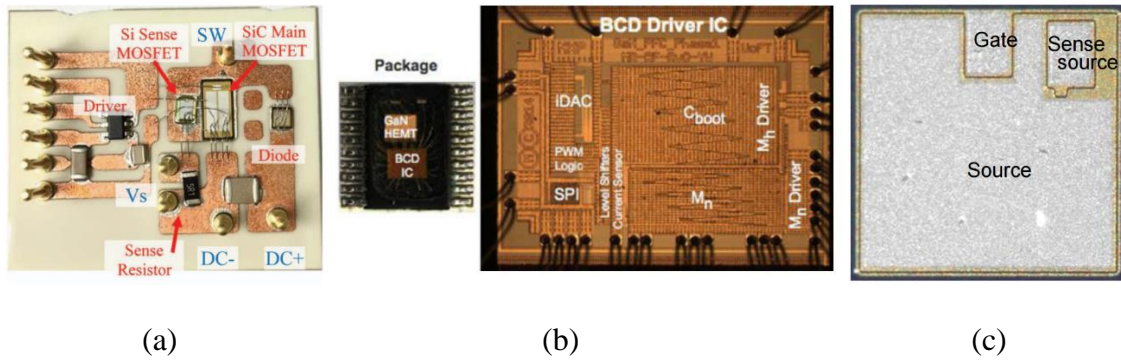 Si Sense
MOSFET
SW
SiC Main
MOSFET
Driver
Diode
Vs
5R1
Sense
Resistor
DC-
DC+
Package
GaN
HEMT
BCD
IC
BCD Driver IC
iDAC
PWM
Logic
SPI
Level Shifters
Current Sensor
Cboot
Mh Driver
Mn
Mn Driver
Gate
Sense
source
Source
(a)
(b)
(c)